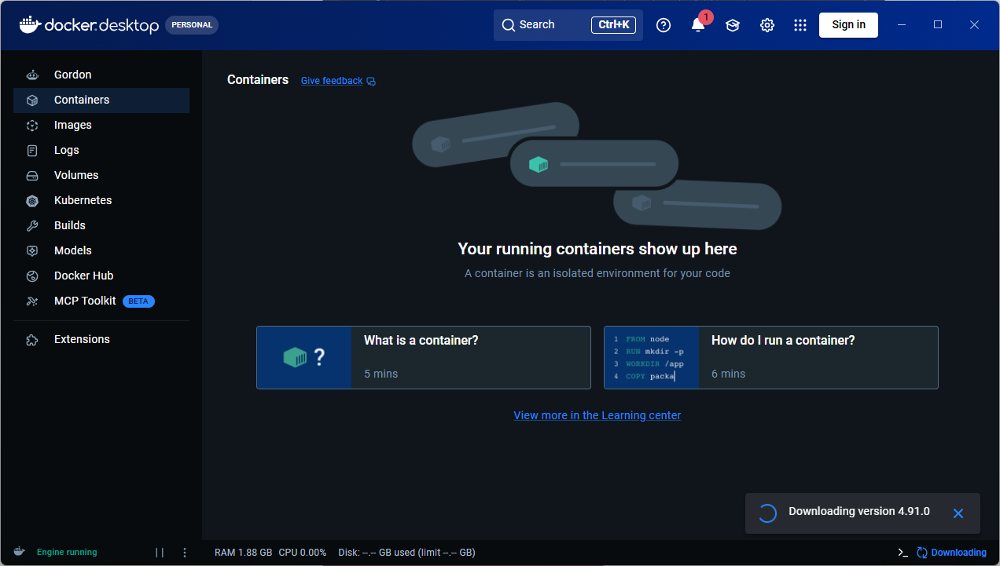 docker desktop PERSONAL
Search Ctrl+K
1
Sign in
Gordon
Containers
Images
Logs
Volumes
Kubernetes
Builds
Models
Docker Hub
MCP Toolkit BETA
Extensions
Containers Give feedback
Your running containers show up here
A container is an isolated environment for your code
?
What is a container?
5 mins
1 FROM node
2 RUN mkdir -p
3 WORKDIR /app
4 COPY packa
How do I run a container?
6 mins
View more in the Learning center
Downloading version 4.91.0
Engine running
RAM 1.88 GB CPU 0.00% Disk: --.-- GB used (limit --.-- GB)
Downloading